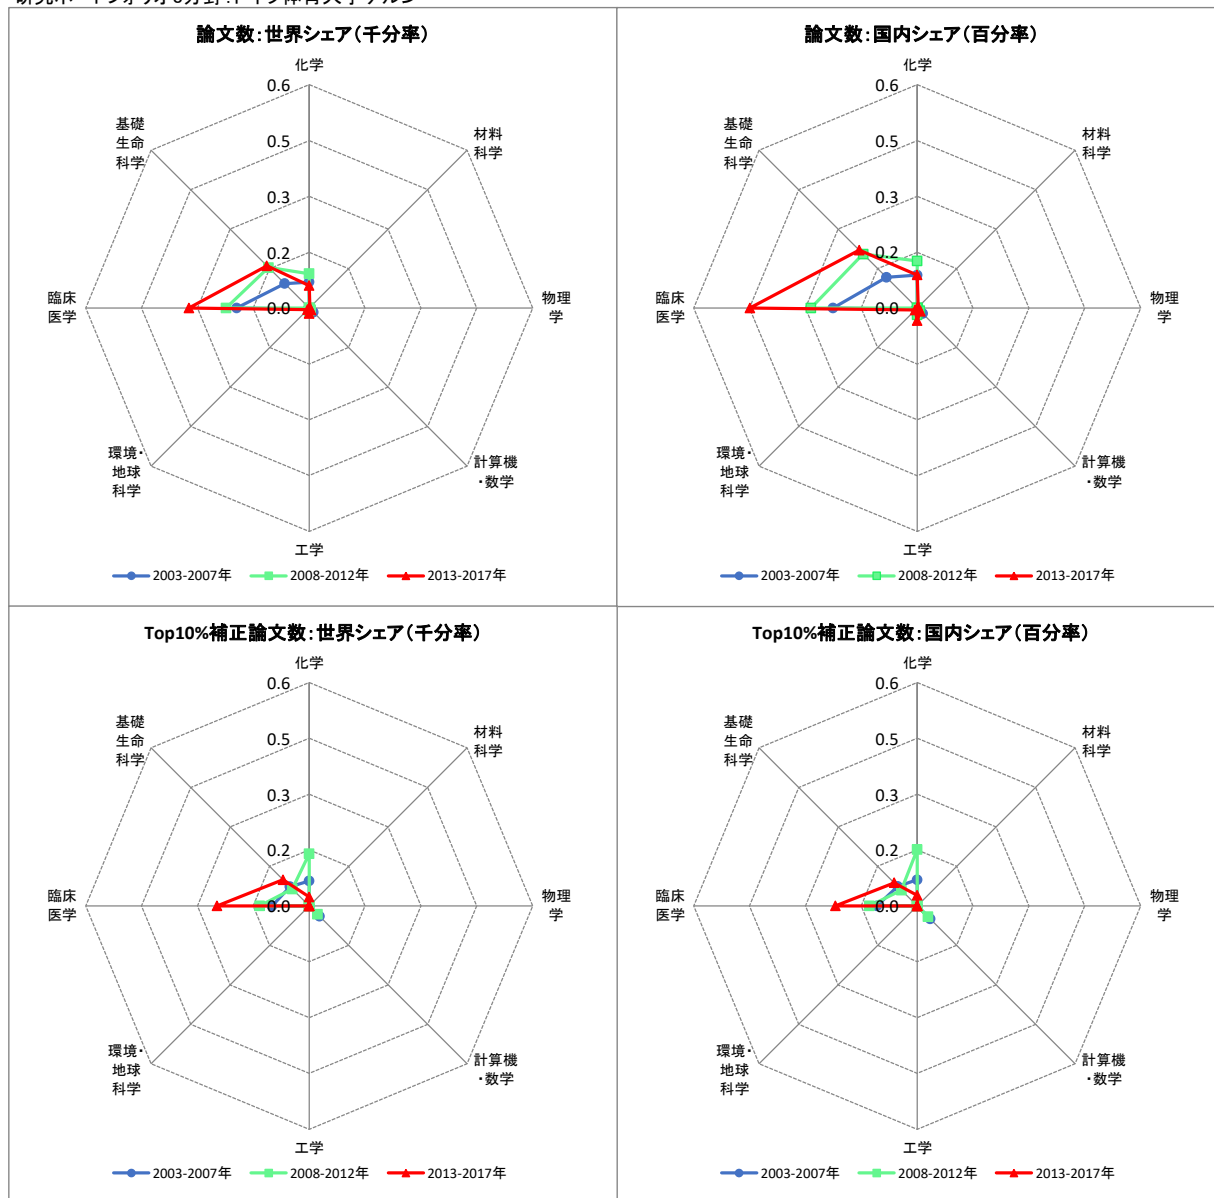 論文数:世界シェア(千分率)
化学
0.6
0.5
0.3
0.2
0.0
材料
科学
物理
学
計算機
・数学
工学
環境・
地球
科学
臨床
医学
基礎
生命
科学
2003-2007年
2008-2012年
2013-2017年
論文数:国内シェア(百分率)
化学
0.6
0.5
0.3
0.2
0.0
材料
科学
物理
学
計算機
・数学
工学
環境・
地球
科学
臨床
医学
基礎
生命
科学
2003-2007年
2008-2012年
2013-2017年
Top10%補正論文数:世界シェア(千分率)
化学
0.6
0.5
0.3
0.2
0.0
材料
科学
物理
学
計算機
・数学
工学
環境・
地球
科学
臨床
医学
基礎
生命
科学
2003-2007年
2008-2012年
2013-2017年
Top10%補正論文数:国内シェア(百分率)
化学
0.6
0.5
0.3
0.2
0.0
材料
科学
物理
学
計算機
・数学
工学
環境・
地球
科学
臨床
医学
基礎
生命
科学
2003-2007年
2008-2012年
2013-2017年